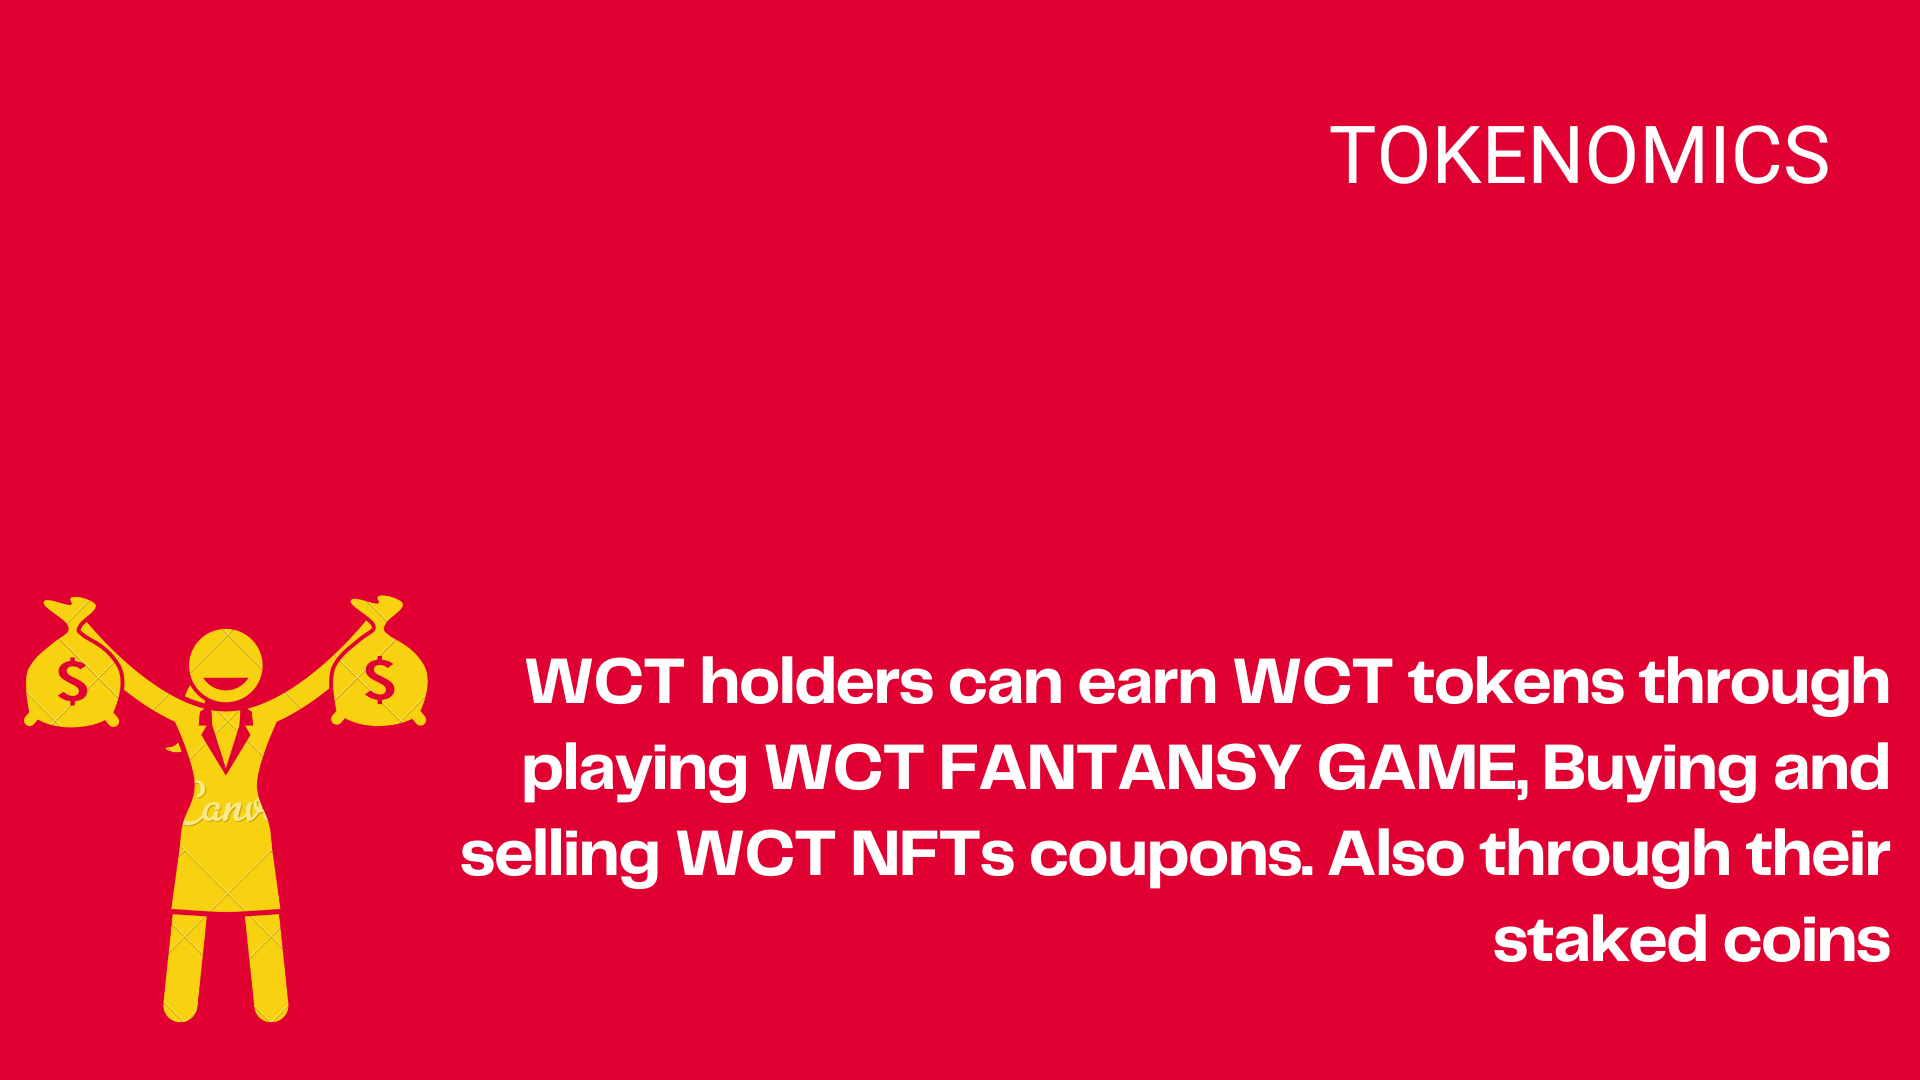 TOKENOMICS
$ $
WCT holders can earn WCT tokens through
playing WCT FANTANSY GAME, Buying and
selling WCT NFTs coupons. Also through their
staked coins
Canv